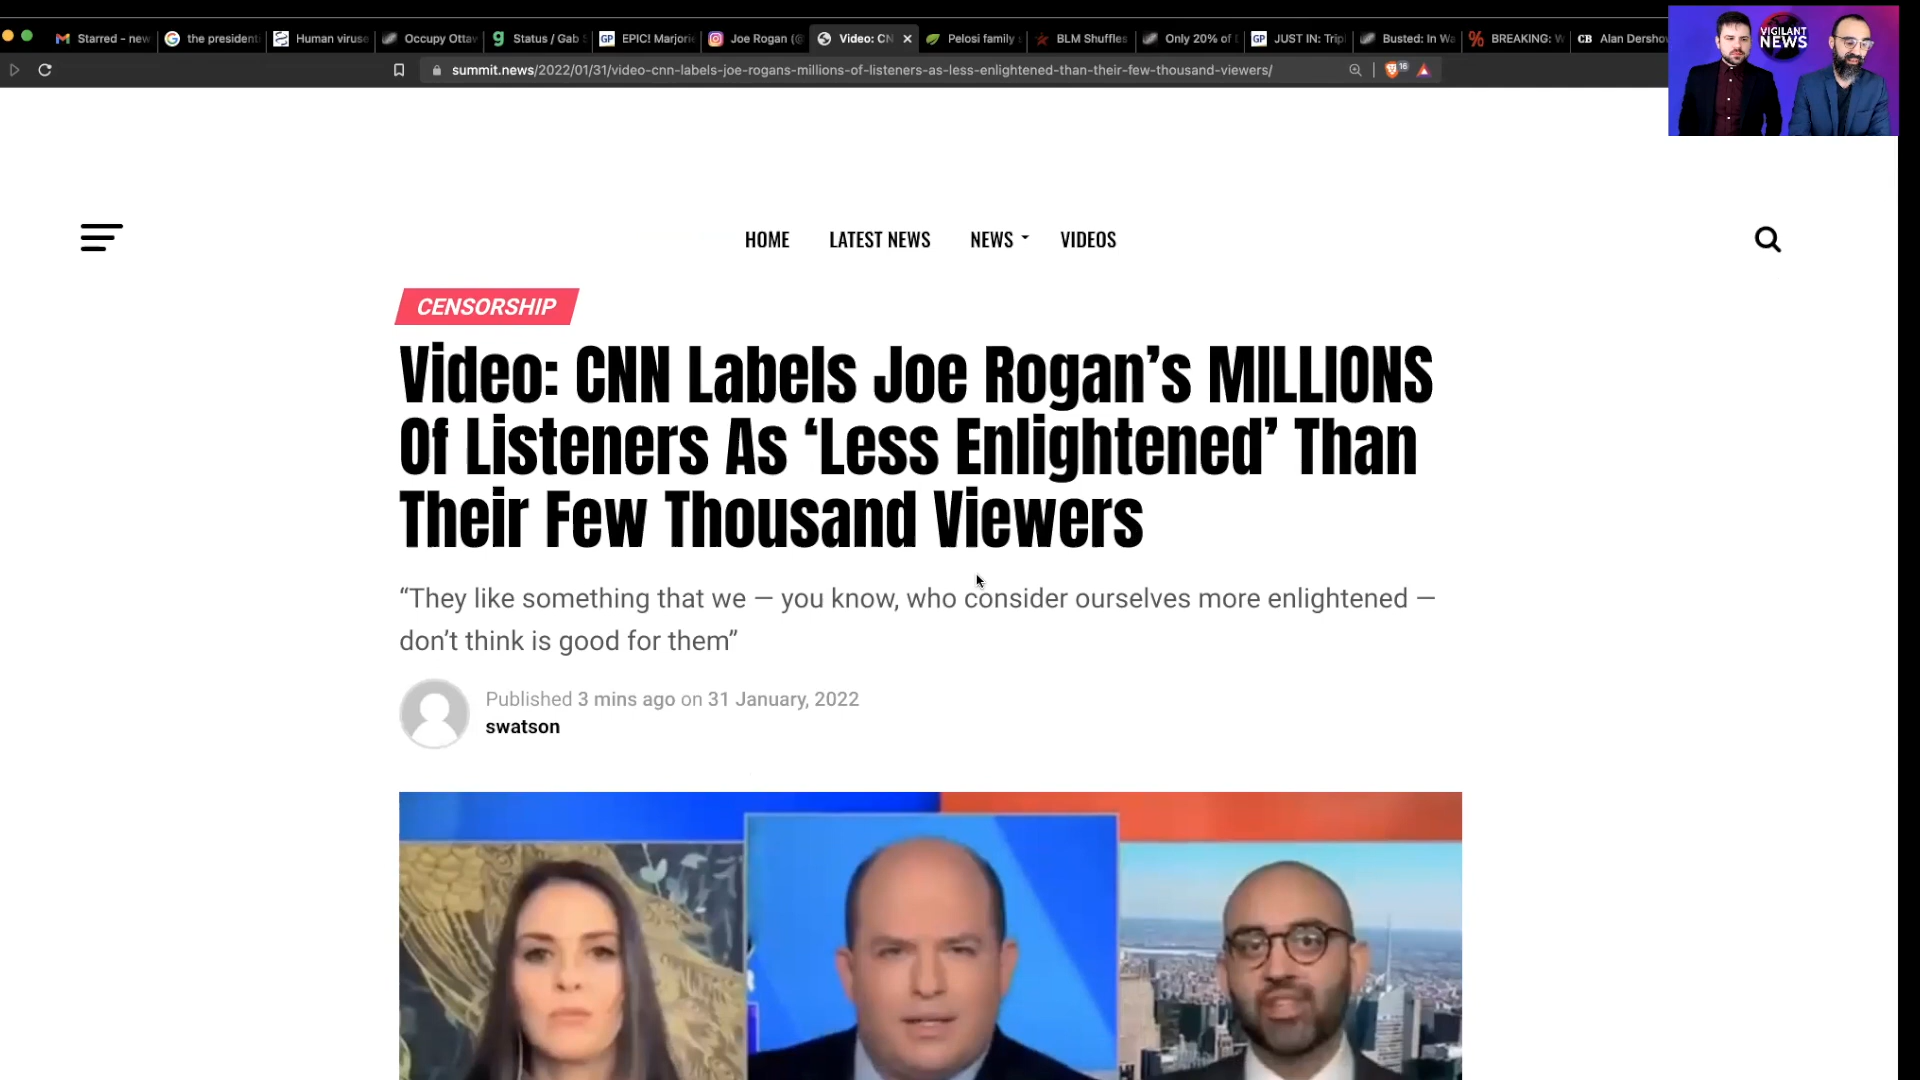 Starred - new
the president
Human viruse
Occupy Ottav
Status / Gab
EPIC! Marjori
Joe Rogan (@
Video: CN
Pelosi family
BLM Shuffles
Only 20% of
JUST IN: Trip
Busted: In Wa
BREAKING: W
CB
Alan Dershov
summit.news/2022/01/31/video-cnn-labels-joe-rogans-millions-of-listeners-as-less-enlightened-than-their-few-thousand-viewers/
16
VIGILANT
NEWS
HOME
LATEST NEWS
NEWS
VIDEOS
CENSORSHIP
Video: CNN Labels Joe Rogan’s MILLIONS
Of Listeners As ‘Less Enlightened’ Than
Their Few Thousand Viewers
“They like something that we — you know, who consider ourselves more enlightened —
don’t think is good for them”
Published 3 mins ago on 31 January, 2022
swatson